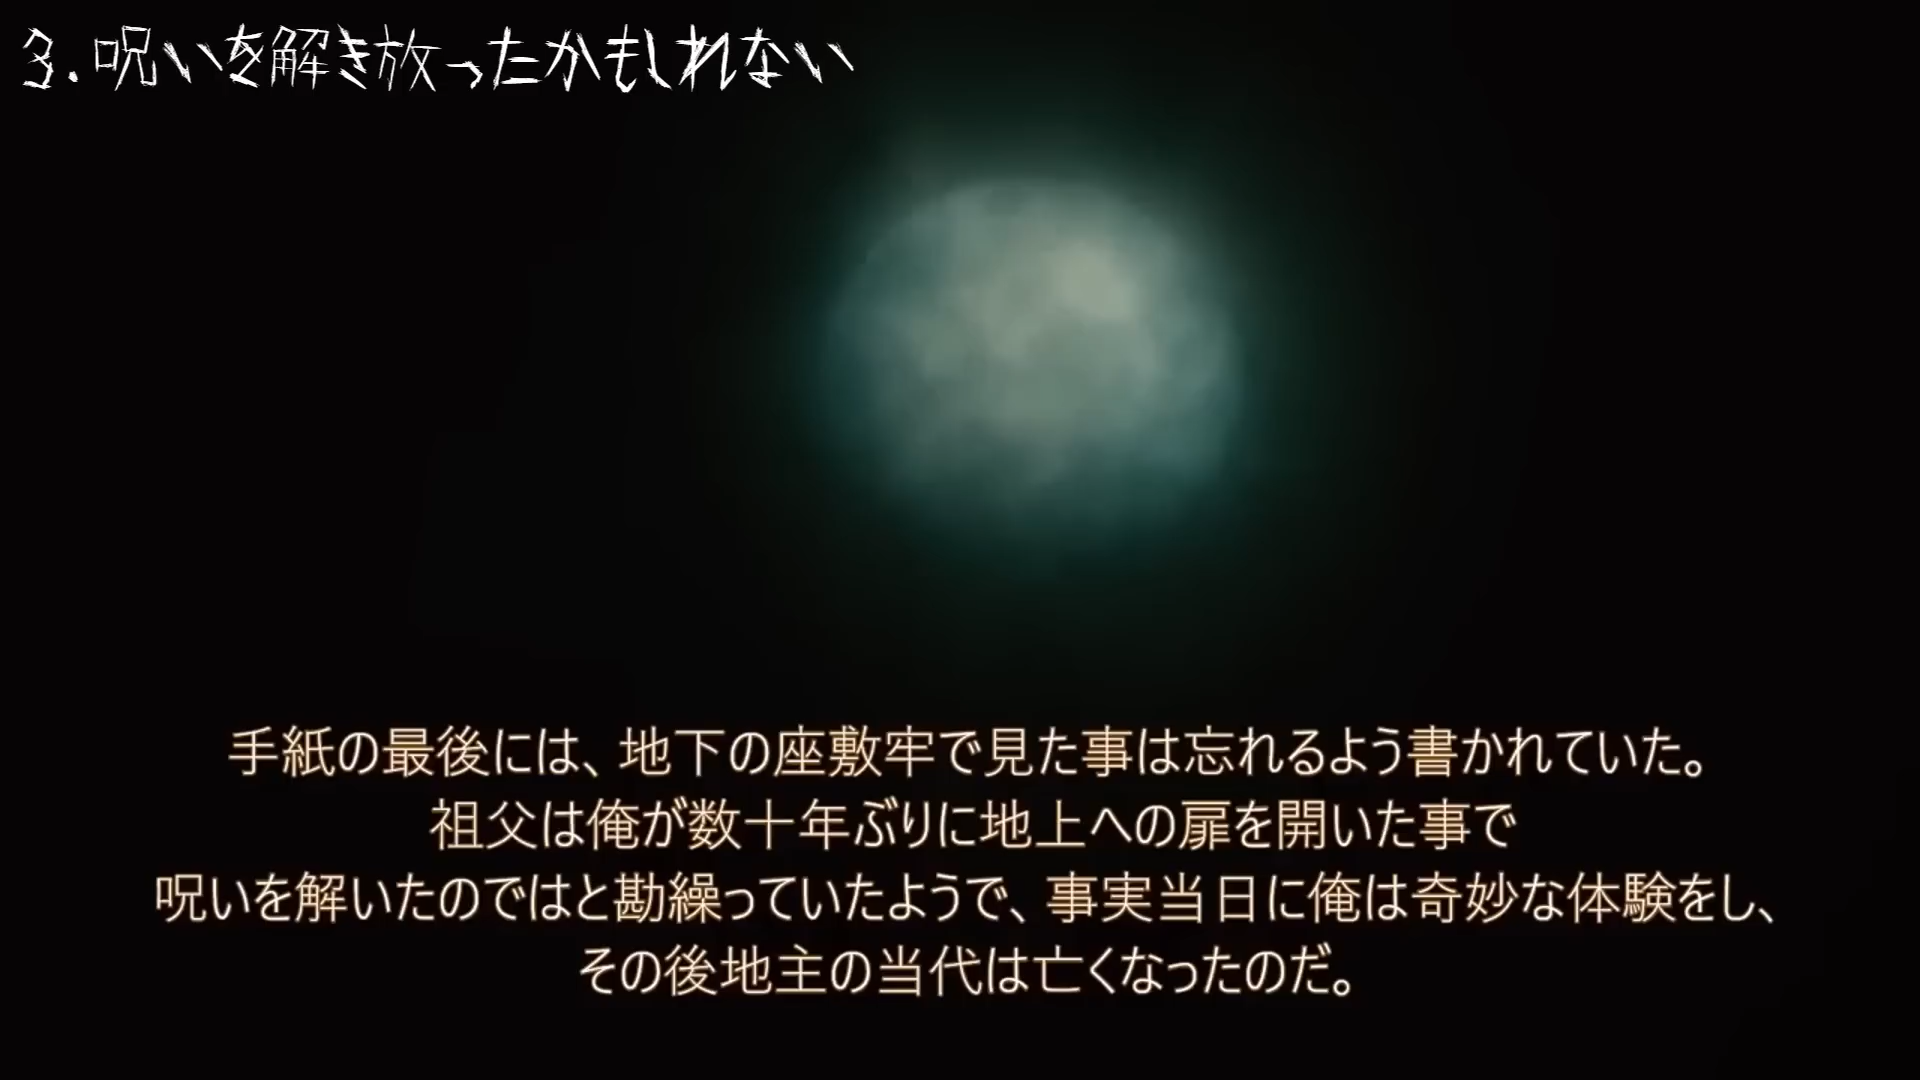 3.呪いを解き放ったかもしれない
手紙の最後には、地下の座敷牢で見た事は忘れるよう書かれていた。
祖父は俺が数十年ぶりに地上への扉を開いた事で
呪いを解いたのではと勘繰っていたようで、事実当日に俺は奇妙な体験をし、
その後地主の当代は亡くなったのだ。